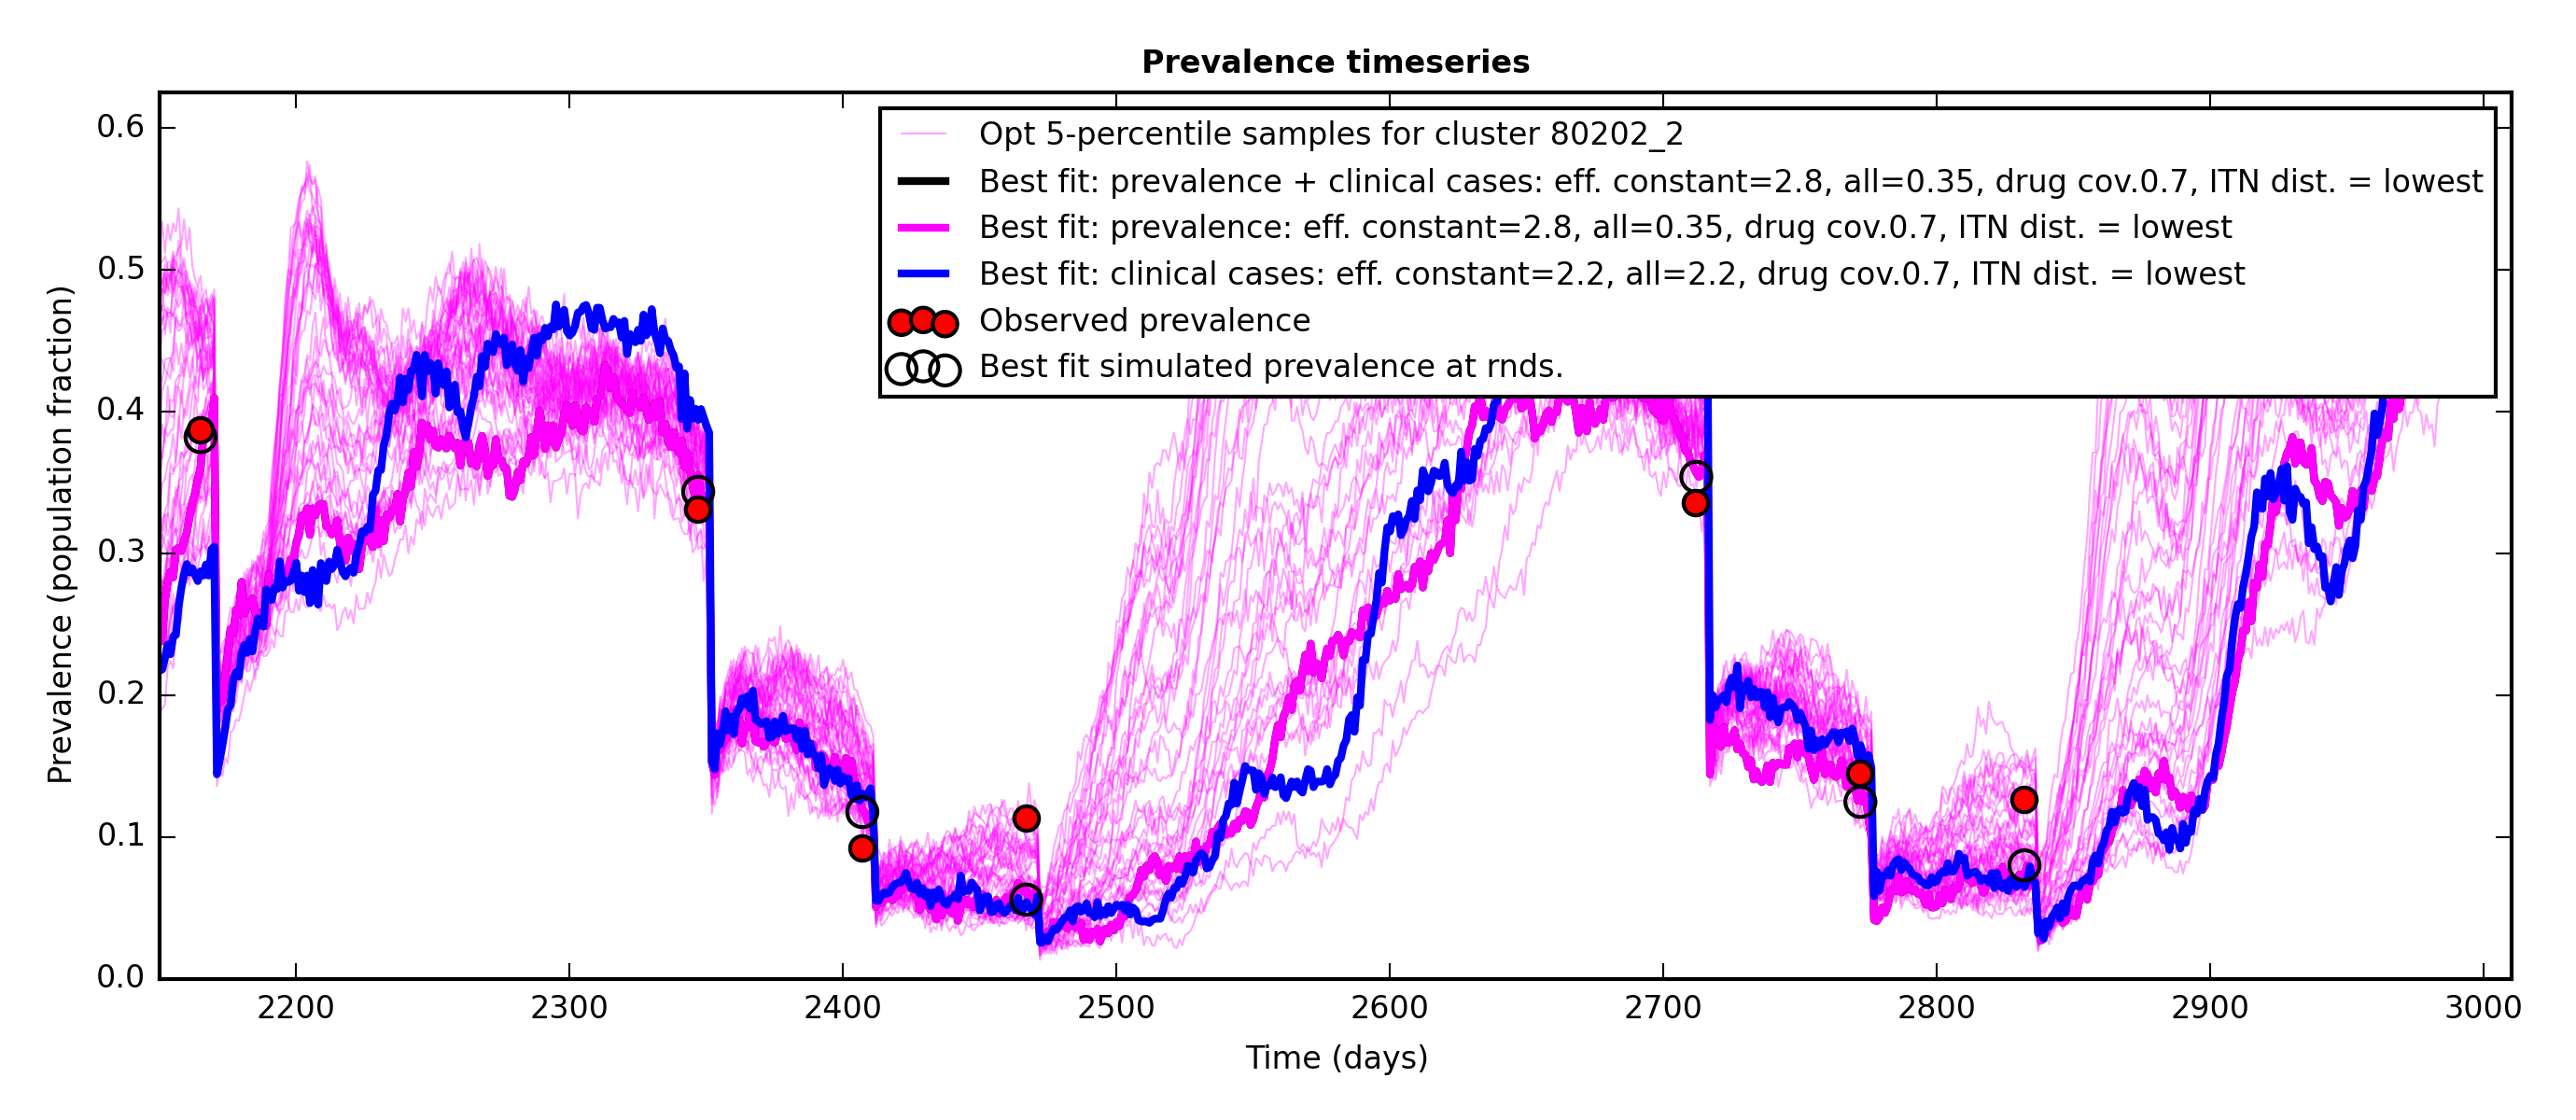 Prevalence timeseries
Opt 5-percentile samples for cluster 80202_2
Best fit: prevalence + clinical cases: eff. constant=2.8, all=0.35, drug cov.0.7, ITN dist. = lowest
Best fit: prevalence: eff. constant=2.8, all=0.35, drug cov.0.7, ITN dist. = lowest
Best fit: clinical cases: eff. constant=2.2, all=2.2, drug cov.0.7, ITN dist. = lowest
Observed prevalence
Best fit simulated prevalence at rnds.
Prevalence (population fraction)
0.6
0.5
0.4
0.3
0.2
0.1
0.0
2200 2300 2400 2500 2600 2700 2800 2900 3000
Time (days)